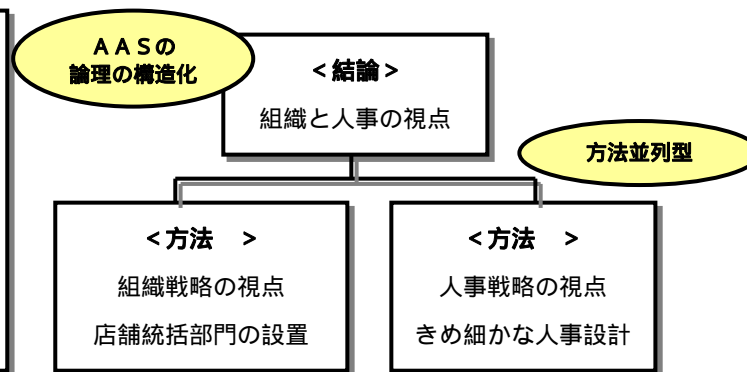 AASの
論理の構造化
<結論>
組織と人事の視点
方法並列型
<方法　>
組織戦略の視点
店舗統括部門の設置
<方法　>
人事戦略の視点
きめ細かな人事設計